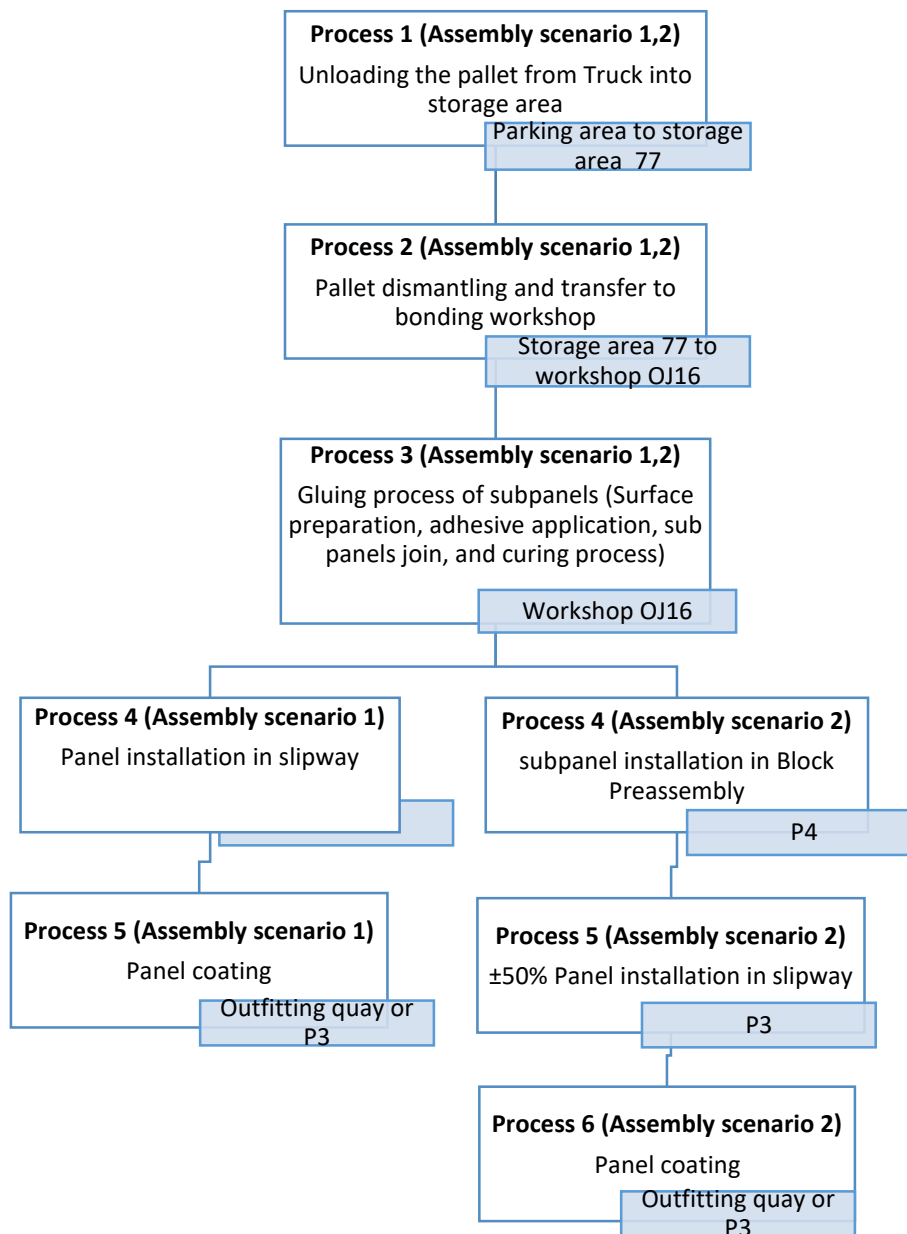 Process 1 (Assembly scenario 1,2)
Unloading the pallet from Truck into
storage area
Parking area to storage
area 77
Process 2 (Assembly scenario 1,2)
Pallet dismantling and transfer to
bonding workshop
Storage area 77 to
workshop OJ16
Process 3 (Assembly scenario 1,2)
Gluing process of subpanels (Surface
preparation, adhesive application, sub
panels join, and curing process)
Workshop OJ16
Process 4 (Assembly scenario 1)
Panel installation in slipway
Process 4 (Assembly scenario 2)
subpanel installation in Block
Preassembly
P4
Process 5 (Assembly scenario 1)
Panel coating
Outfitting quay or
P3
Process 5 (Assembly scenario 2)
±50% Panel installation in slipway
P3
Process 6 (Assembly scenario 2)
Panel coating
Outfitting quay or
P3